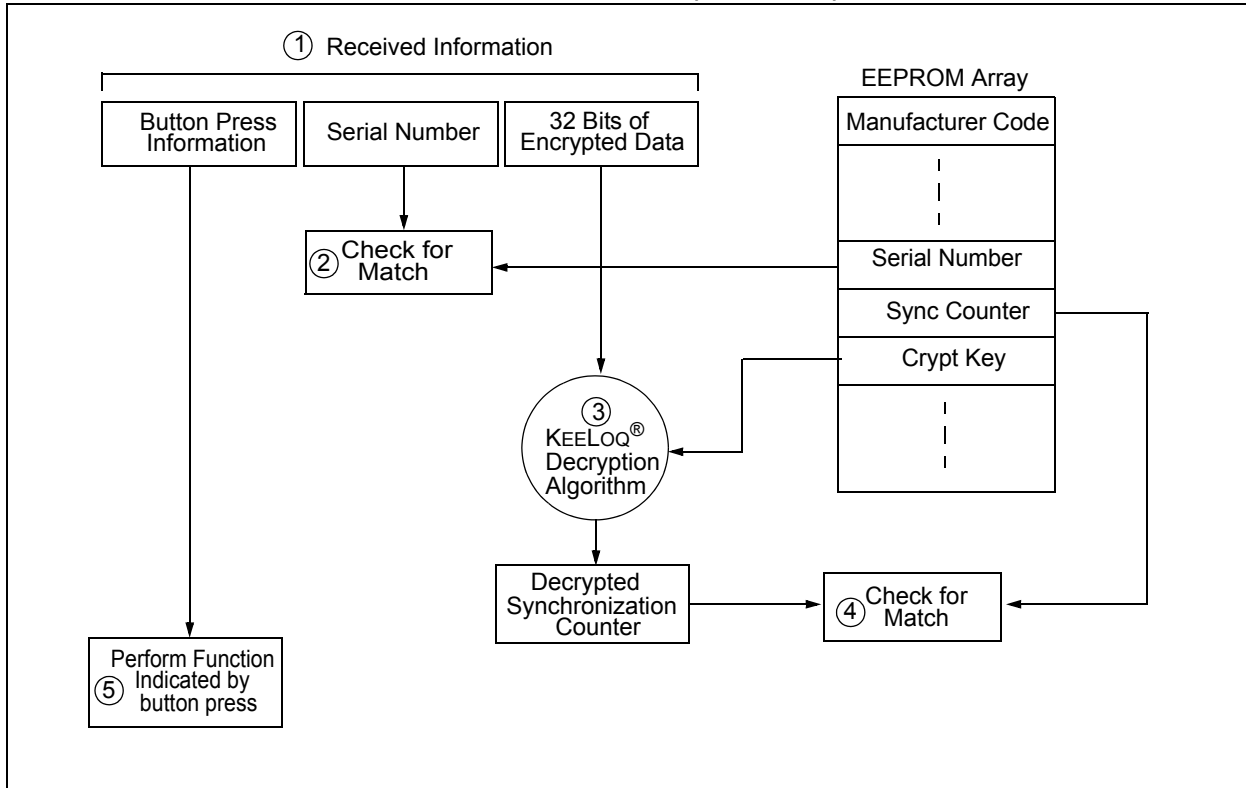 ① Received Information
EEPROM Array
Button Press
Information
Serial Number
32 Bits of
Encrypted Data
Manufacturer Code
② Check for
Match
Serial Number
Sync Counter
Crypt Key
③
KEELOQ®
Decryption
Algorithm
Decrypted
Synchronization
Counter
④ Check for
Match
Perform Function
⑤ Indicated by
button press